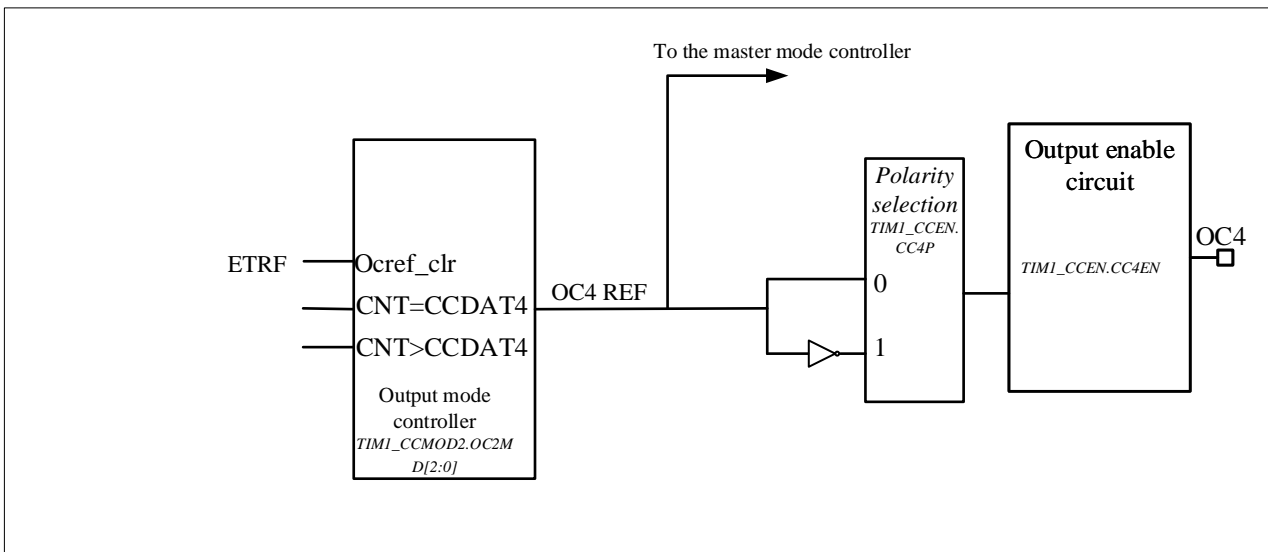 To the master mode controller
Output enable
circuit
Polarity
selection
TIM1_CCEN.
CC4P
OC4
ETRF
Ocref_clr
TIM1_CCEN.CC4EN
0
OC4 REF
CNT=CCDAT4
CNT>CCDAT4
1
Output mode
controller
TIM1_CCMOD2.OC2M
D[2:0]